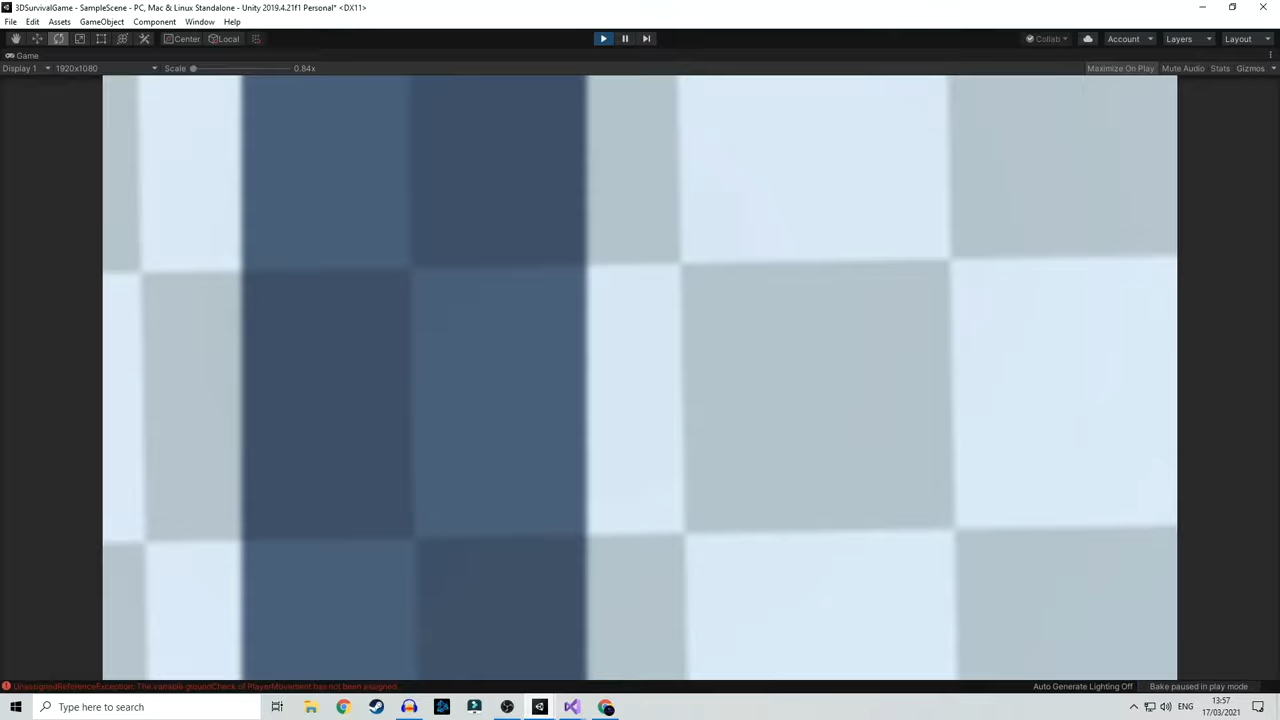 3DSurvivalGame - SampleScene - PC, Mac & Linux Standalone - Unity 2019.4.21f1 Personal* <DX11>
File Edit Assets GameObject Component Window Help
Center Local Collab Account Layers Layout
Game
Display 1 1920x1080 Scale 0.84x Maximize On Play Mute Audio Stats Gizmos
UnassignedReferenceException: The variable groundCheck of PlayerMovement has not been assigned. Auto Generate Lighting Off Bake paused in play mode
Type here to search ENG 13:57
17/03/2021